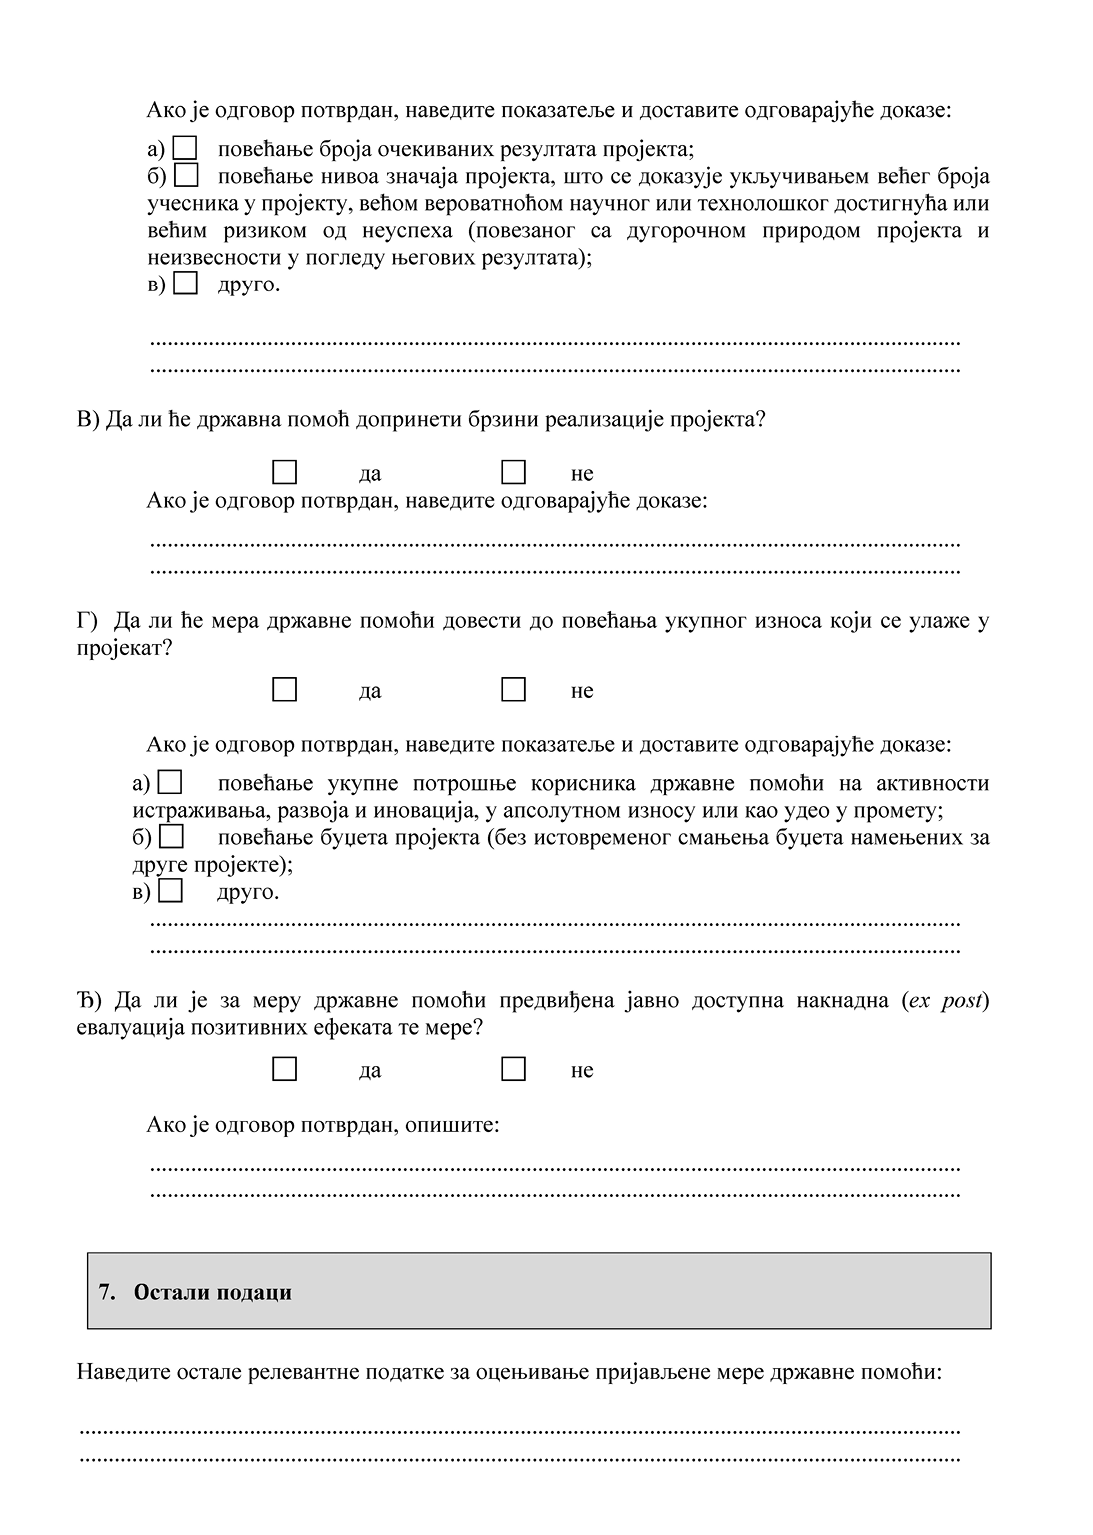 Ако је одговор потврдан, наведите показатеље и доставите одговарајуће доказе:
а) ☐ повећање броја очекиваних резултата пројекта;
б) ☐ повећање нивоа значаја пројекта, што се доказује укључивањем већег броја
учесника у пројекту, већом вероватноћом научног или технолошког достигнућа или
већим ризиком од неуспеха (повезаног са дугорочном природом пројекта и
неизвесности у погледу његових резултата);
в) ☐ друго.
..........................................................................................................................................
..........................................................................................................................................
В) Да ли ће државна помоћ допринети брзини реализације пројекта?
☐ да ☐ не
Ако је одговор потврдан, наведите одговарајуће доказе:
..........................................................................................................................................
..........................................................................................................................................
Г) Да ли ће мера државне помоћи довести до повећања укупног износа који се улаже у
пројекат?
☐ да ☐ не
Ако је одговор потврдан, наведите показатеље и доставите одговарајуће доказе:
а) ☐ повећање укупне потрошње корисника државне помоћи на активности
истраживања, развоја и иновација, у апсолутном износу или као удео у промету;
б) ☐ повећање буџета пројекта (без истовременог смањења буџета намењених за
друге пројекте);
в) ☐ друго.
..........................................................................................................................................
..........................................................................................................................................
Ђ) Да ли је за меру државне помоћи предвиђена јавно доступна накнадна (ex post)
евалуација позитивних ефеката те мере?
☐ да ☐ не
Ако је одговор потврдан, опишите:
..........................................................................................................................................
..........................................................................................................................................
7. Остали подаци
Наведите остале релевантне податке за оцењивање пријављене мере државне помоћи:
......................................................................................................................................................
......................................................................................................................................................